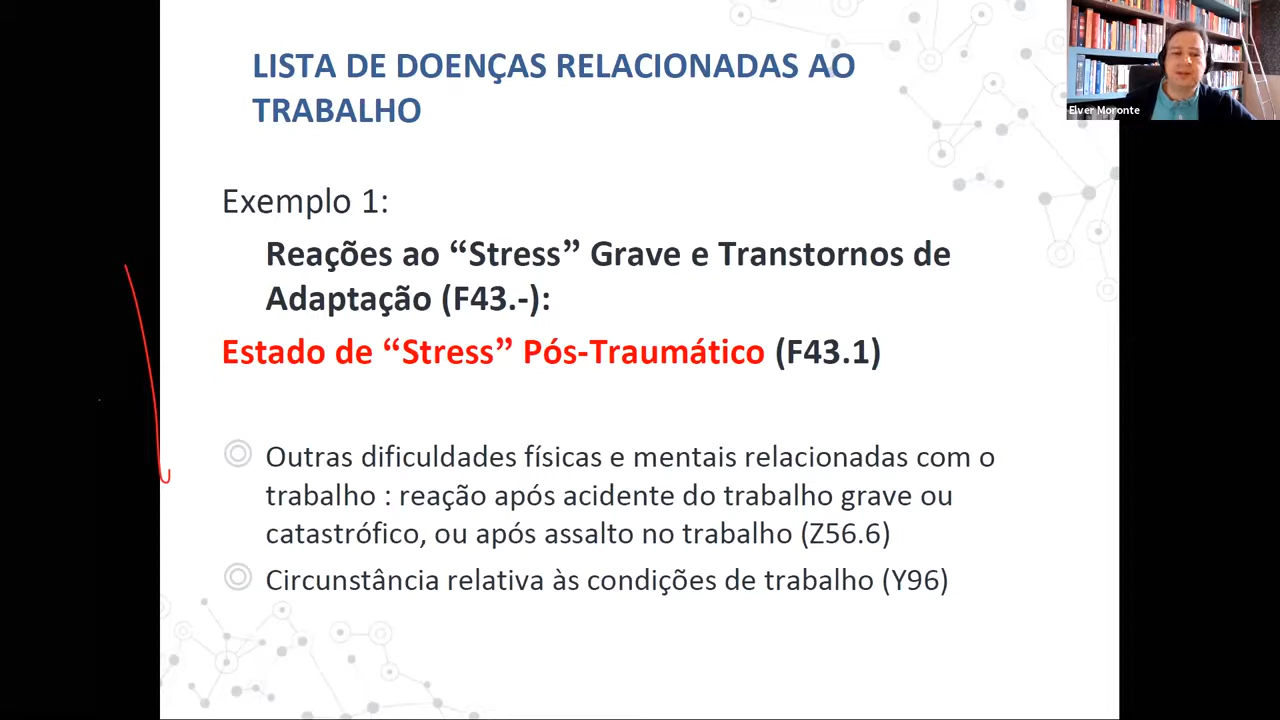 LISTA DE DOENÇAS RELACIONADAS AO
TRABALHO
Elver Moronte
Exemplo 1:
Reações ao “Stress” Grave e Transtornos de
Adaptação (F43.-):
Estado de “Stress” Pós-Traumático (F43.1)
Outras dificuldades físicas e mentais relacionadas com o
trabalho : reação após acidente do trabalho grave ou
catastrófico, ou após assalto no trabalho (Z56.6)
Circunstância relativa às condições de trabalho (Y96)